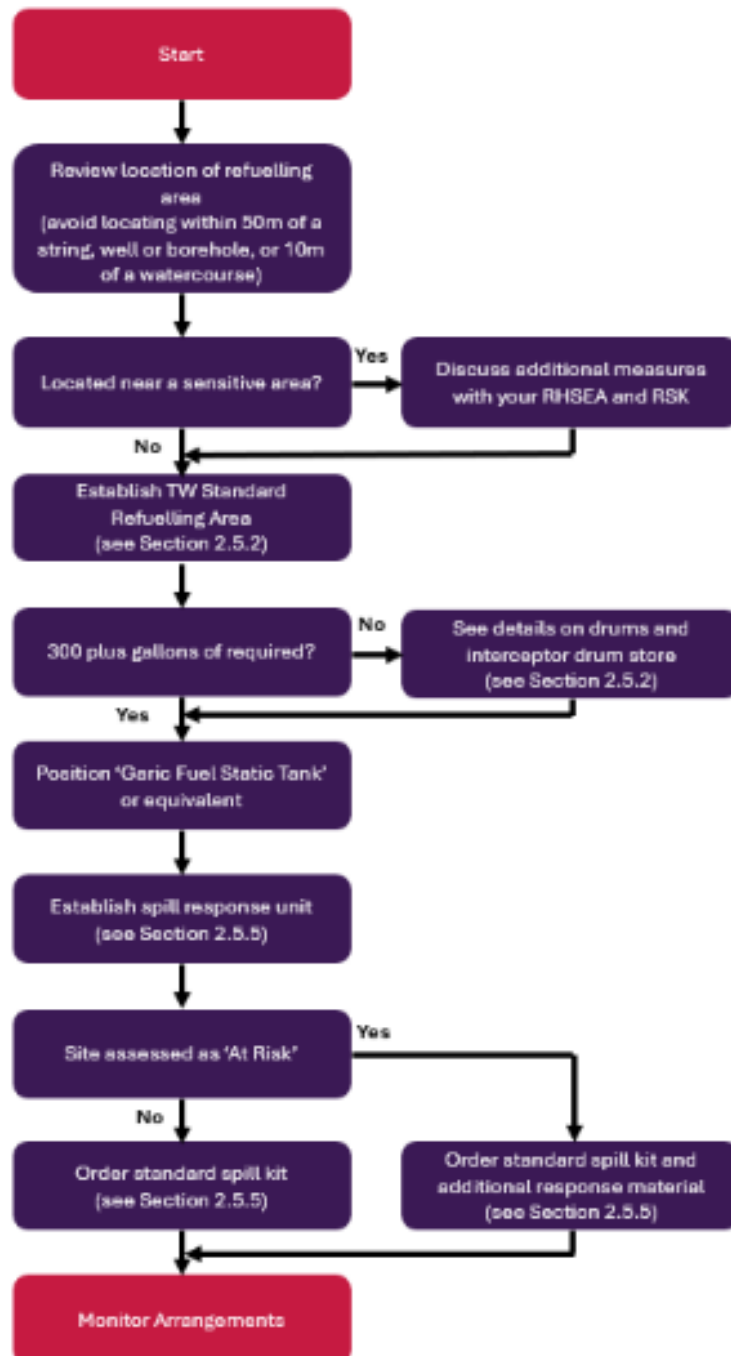 Start
Review location of refuelling
area
(avoid locating within 50m of a
string, well or borehole, or 10m
of a watercourse)
Located near a sensitive area?
Yes
Discuss additional measures
with your RHSEA and RSK
No
Establish TW Standard
Refuelling Area
(see Section 2.5.2)
300 plus gallons of required?
No
See details on drums and
interceptor drum store
(see Section 2.5.2)
Yes
Position ‘Garic Fuel Static Tank’
or equivalent
Establish spill response unit
(see Section 2.5.5)
Site assessed as ‘At Risk’
Yes
No
Order standard spill kit
(see Section 2.5.5)
Order standard spill kit and
additional response material
(see Section 2.5.5)
Monitor Arrangements